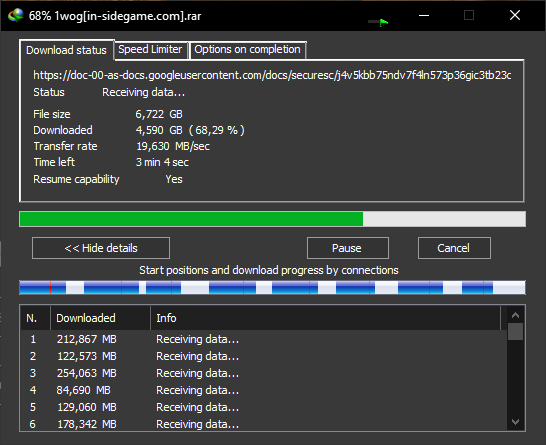 68% 1wog[in-sidegame.com].rar
Download status Speed Limiter Options on completion
https://doc-00-as-docs.googleusercontent.com/docs/securesc/j4v5kbb75ndv7f4ln573p36gic3tb23c
Status Receiving data...
File size 6,722 GB
Downloaded 4,590 GB ( 68,29 % )
Transfer rate 19,630 MB/sec
Time left 3 min 4 sec
Resume capability Yes
<< Hide details Pause Cancel
Start positions and download progress by connections
N. Downloaded Info
1 212,867 MB Receiving data...
2 122,573 MB Receiving data...
3 254,063 MB Receiving data...
4 84,690 MB Receiving data...
5 129,060 MB Receiving data...
6 178,342 MB Receiving data...